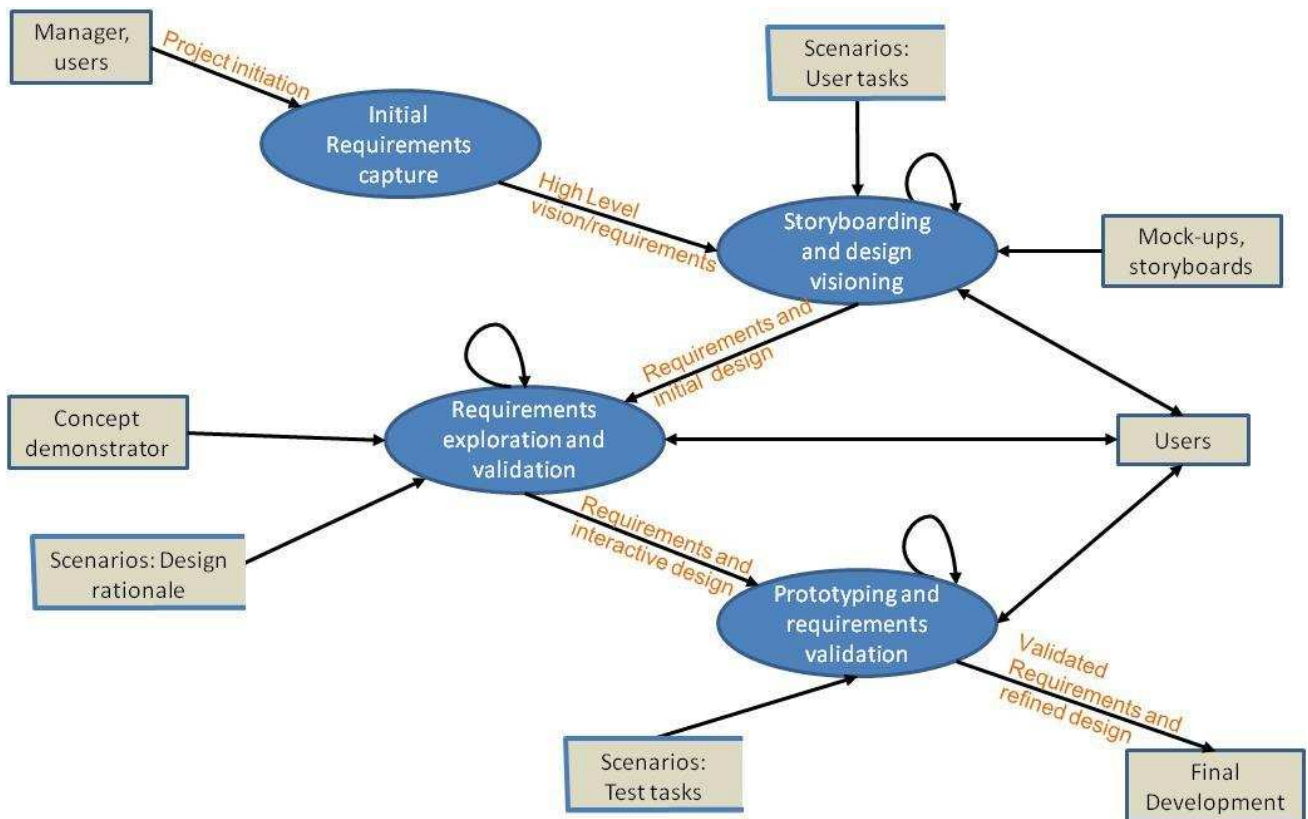 Manager,
users
Project initiation
Scenarios:
User tasks
Initial
Requirements
capture
High Level
vision/requirements
Storyboarding
and design
visioning
Mock-ups,
storyboards
Requirements and
initial design
Concept
demonstrator
Requirements
exploration and
validation
Users
Scenarios: Design
rationale
Requirements and
interactive design
Prototyping and
requirements
validation
Validated
Requirements and
refined design
Scenarios:
Test tasks
Final
Development